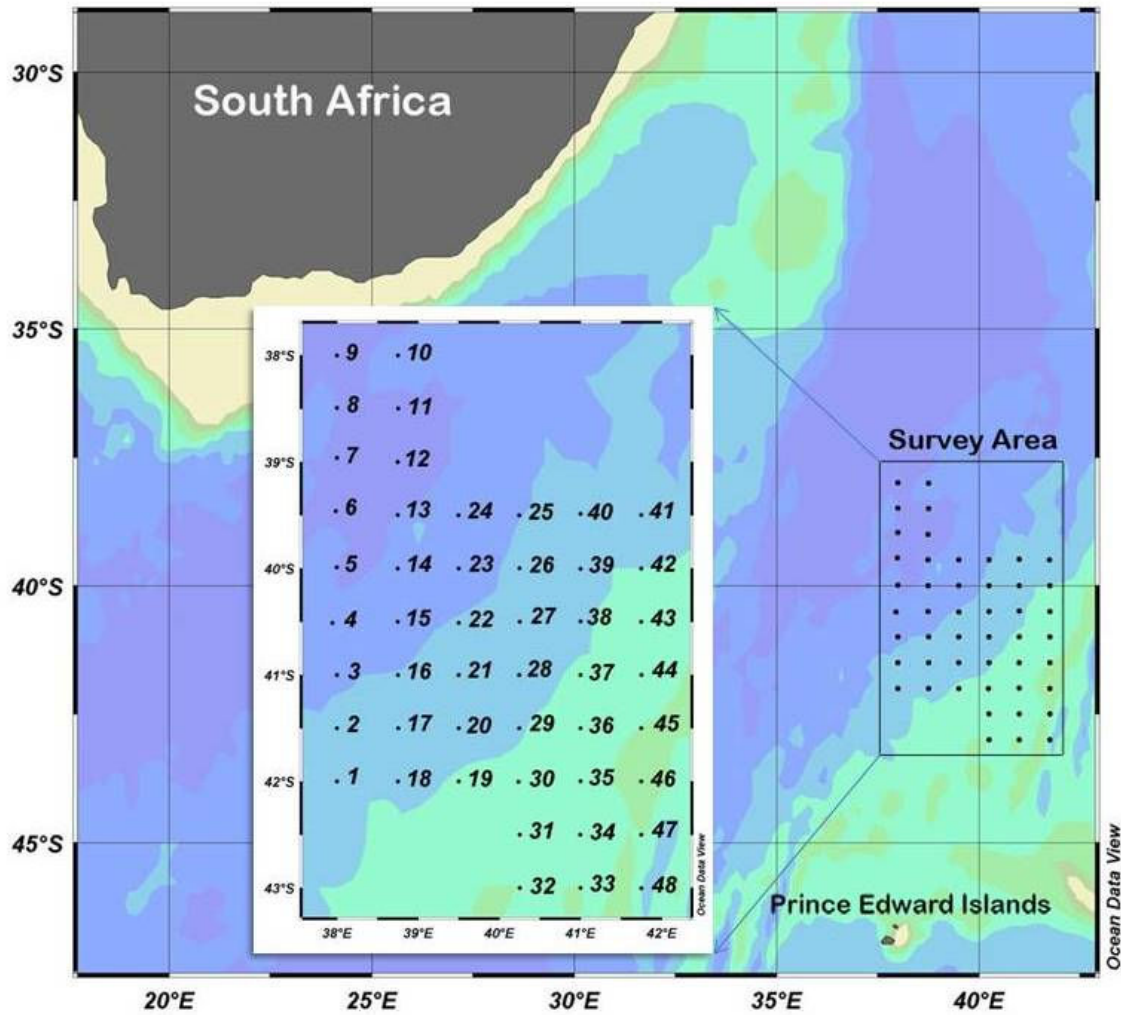 30°S
South Africa
35°S
38°S 9 10
8 11
39°S 7 12
6 13 24 25 40 41
40°S 5 14 23 26 39 42
4 15 22 27 38 43
41°S 3 16 21 28 37 44
2 17 20 29 36 45
42°S 1 18 19 30 35 46
31 34 47
43°S 32 33 48
38°E 39°E 40°E 41°E 42°E
Ocean Data View
Survey Area
40°S
45°S
Prince Edward Islands
Ocean Data View
20°E 25°E 30°E 35°E 40°E